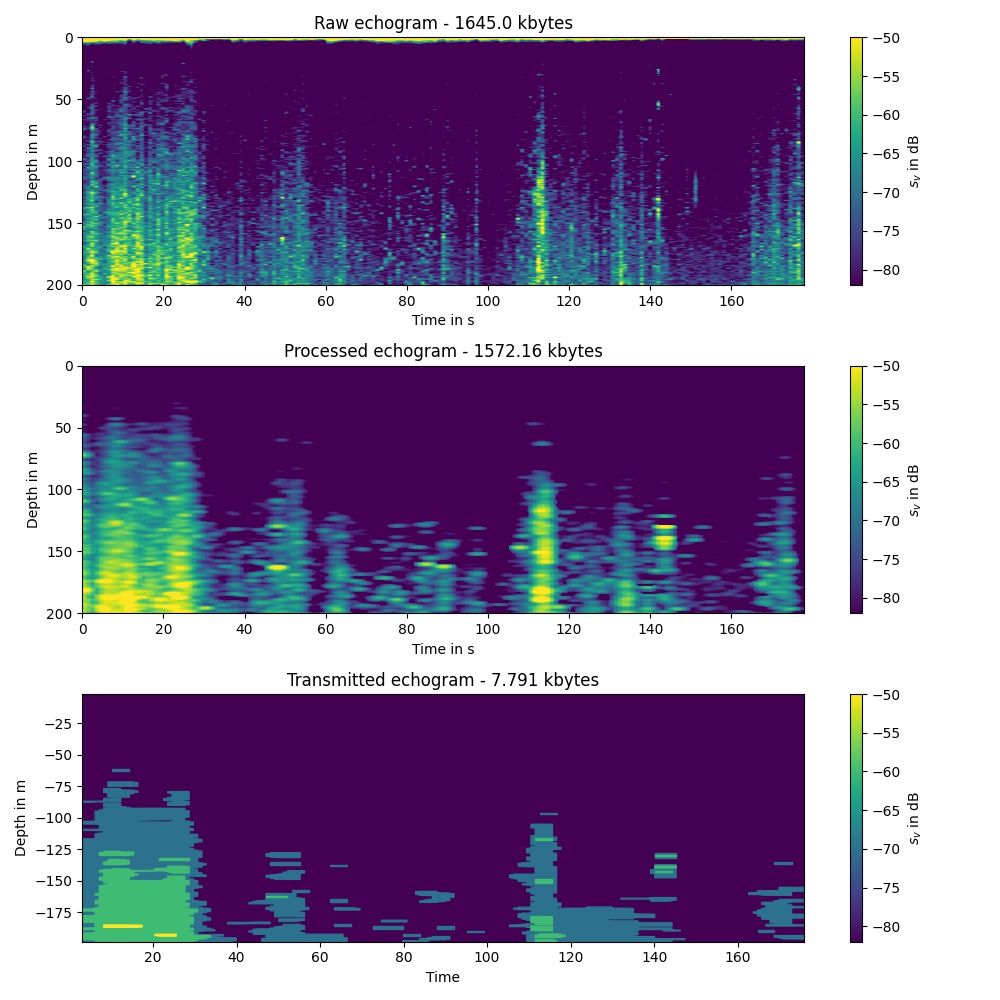 Raw echogram - 1645.0 kbytes
0
50
100
150
200
Depth in m
0 20 40 60 80 100 120 140 160
Time in s
−50
−55
−60
−65
−70
−75
−80
sv in dB
Processed echogram - 1572.16 kbytes
0
50
100
150
200
Depth in m
0 20 40 60 80 100 120 140 160
Time in s
−50
−55
−60
−65
−70
−75
−80
sv in dB
Transmitted echogram - 7.791 kbytes
−25
−50
−75
−100
−125
−150
−175
Depth in m
20 40 60 80 100 120 140 160
Time
−50
−55
−60
−65
−70
−75
−80
sv in dB